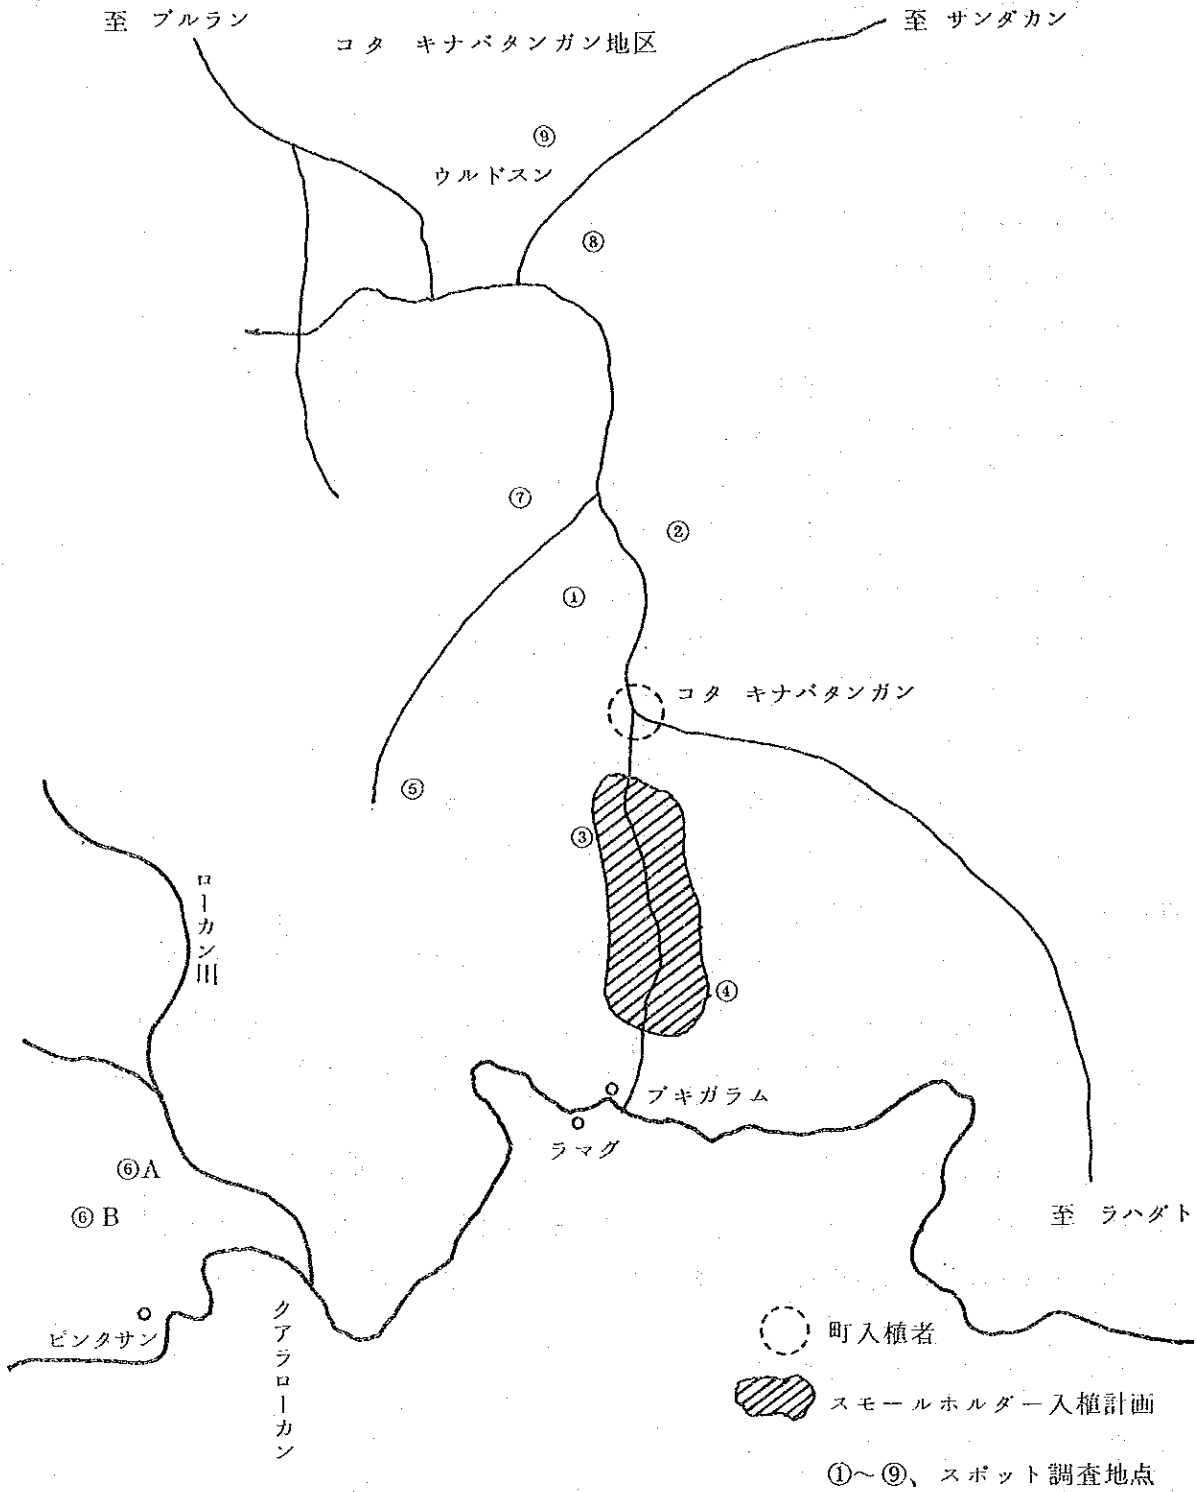 至 ブルラン
コタ キナバタンガン地区
至 サンダカン
⑨
ウルドスン
⑧
⑦
②
①
コタ キナバタンガン
⑤
③
ローカン川
④
ブキガラム
ラマグ
⑥A
⑥B
至 ラハダト
クアラローカン
ピンタサン
町入植者
スモールホルダー入植計画
①~⑨、スポット調査地点